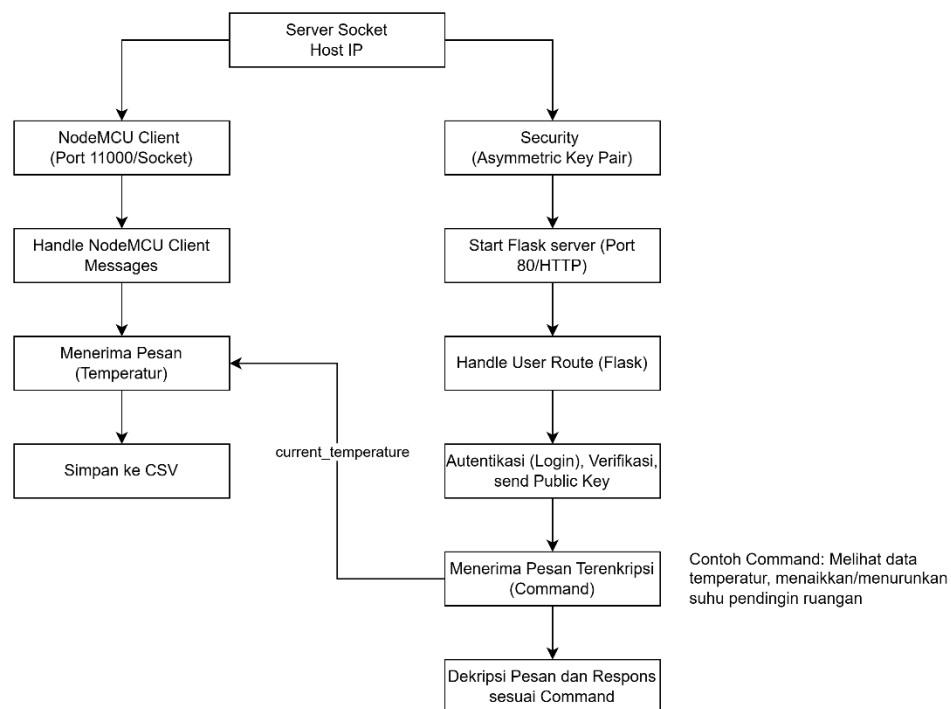 Server Socket
Host IP
NodeMCU Client
(Port 11000/Socket)
Security
(Asymmetric Key Pair)
Handle NodeMCU Client
Messages
Start Flask server (Port
80/HTTP)
Menerima Pesan
(Temperatur)
Handle User Route (Flask)
current_temperature
Simpan ke CSV
Autentikasi (Login), Verifikasi,
send Public Key
Menerima Pesan Terenkripsi
(Command)
Contoh Command: Melihat data
temperatur, menaikkan/menurunkan
suhu pendingin ruangan
Dekripsi Pesan dan Respons
sesuai Command